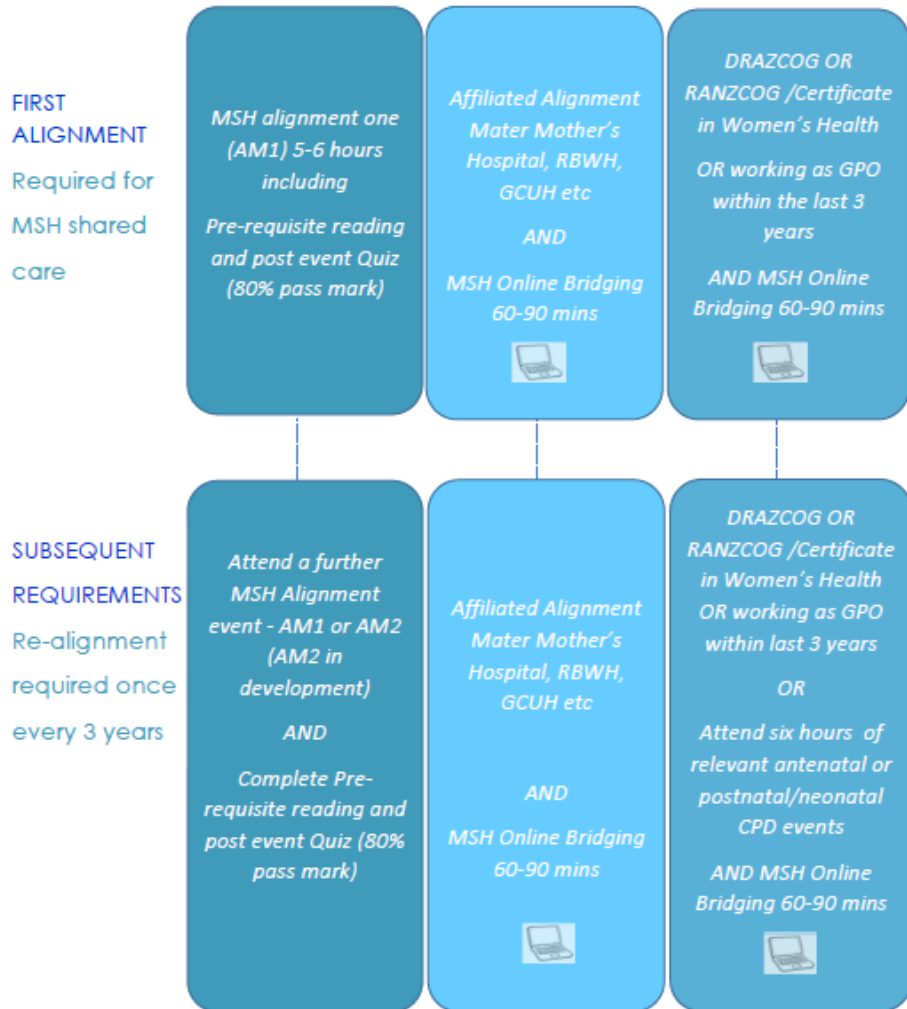 FIRST
ALIGNMENT
Required for
MSH shared
care
MSH alignment one
(AM1) 5-6 hours
including
Pre-requisite reading
and post event Quiz
(80% pass mark)
Affiliated Alignment
Mater Mother's
Hospital, RBWH,
GCUH etc
AND
MSH Online Bridging
60-90 mins
DRAZCOG OR
RANZCOG /Certificate
in Women's Health
OR working as GPO
within the last 3
years
AND MSH Online
Bridging 60-90 mins
SUBSEQUENT
REQUIREMENTS
Re-alignment
required once
every 3 years
Attend a further
MSH Alignment
event - AM1 or AM2
(AM2 in
development)
AND
Complete Pre-
requisite reading and
post event Quiz (80%
pass mark)
Affiliated Alignment
Mater Mother's
Hospital, RBWH,
GCUH etc
AND
MSH Online Bridging
60-90 mins
DRAZCOG OR
RANZCOG /Certificate
in Women's Health
OR working as GPO
within last 3 years
OR
Attend six hours of
relevant antenatal or
postnatal/neonatal
CPD events
AND MSH Online
Bridging 60-90 mins